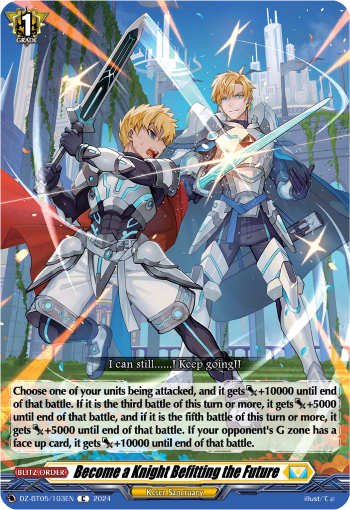 1
GRADE
I can still......! Keep going!!
Choose one of your units being attacked, and it gets +10000 until end
of that battle. If it is the third battle of this turn or more, it gets +5000
until end of that battle, and if it is the fifth battle of this turn or more, it
gets +5000 until end of that battle. If your opponent's G zone has a
face up card, it gets +10000 until end of that battle.
BLITZ ORDER Become a Knight Befitting the Future
Keter Sanctuary
DZ-BT05/103EN C 2024